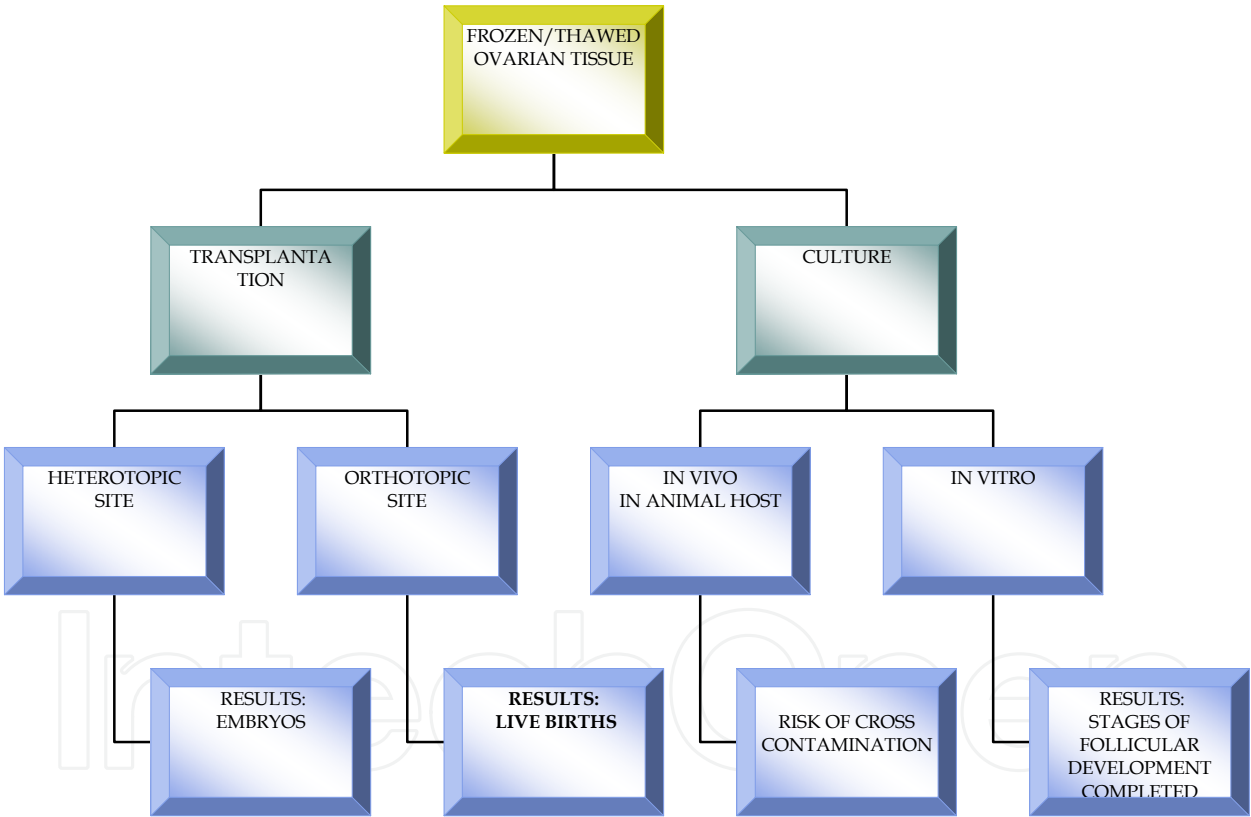 FROZEN/THAWED
OVARIAN TISSUE
TRANSPLANTA
TION
CULTURE
HETEROTOPIC
SITE
ORTHOTOPIC
SITE
IN VIVO
IN ANIMAL HOST
IN VITRO
RESULTS:
EMBRYOS
RESULTS:
LIVE BIRTHS
RISK OF CROSS
CONTAMINATION
RESULTS:
STAGES OF
FOLLICULAR
DEVELOPMENT
COMPLETED
IntechOpen